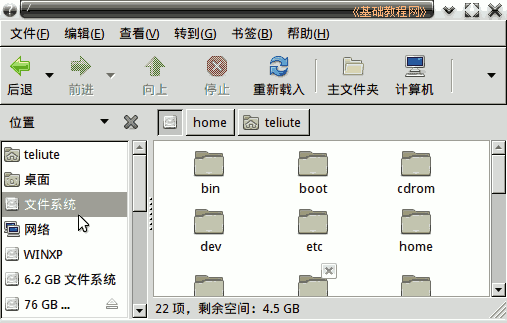 / 《基础教程网》
文件(F) 编辑(E) 查看(V) 转到(G) 书签(B) 帮助(H)
后退 前进 向上 停止 重新载入 主文件夹 计算机
位置 home teliute
teliute
桌面
文件系统
网络
WINXP
6.2 GB 文件系统
76 GB ...
bin boot cdrom
dev etc home
22 项，剩余空间：4.5 GB